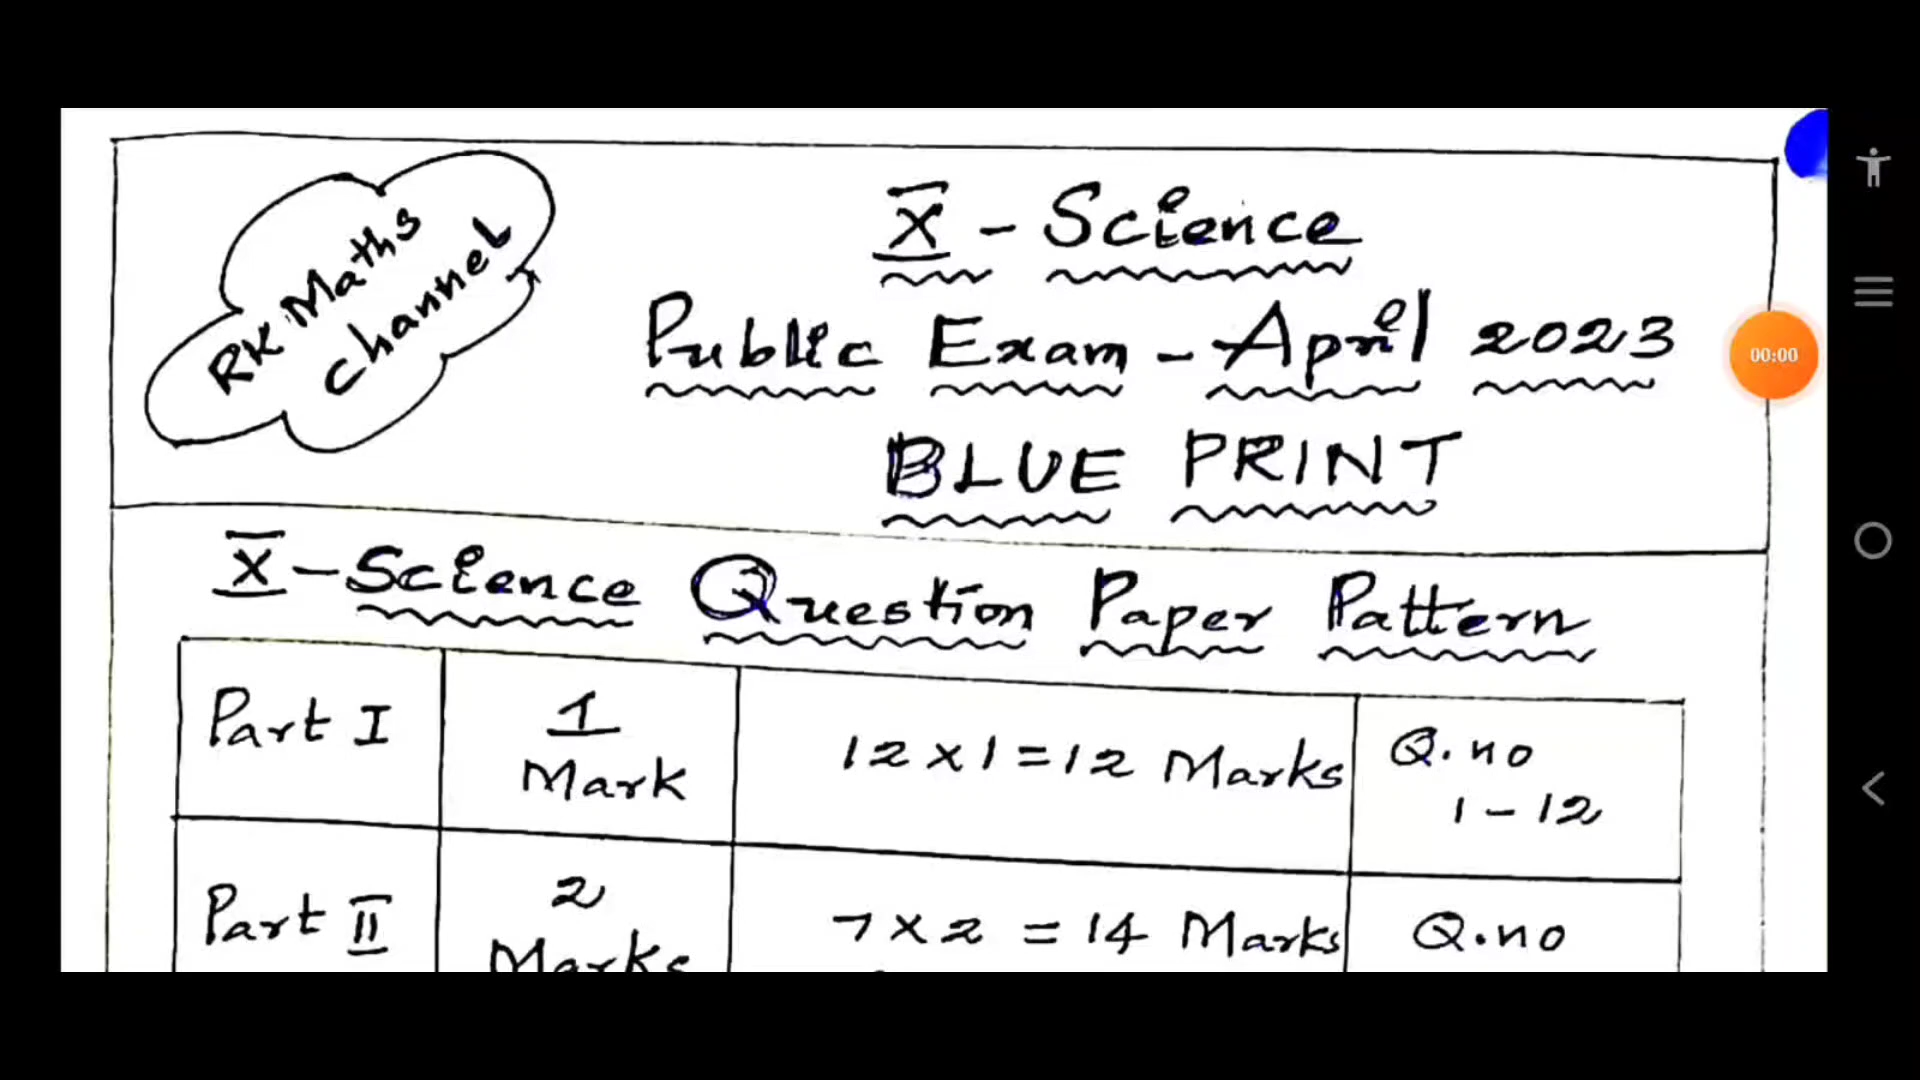 RK Maths
Channel
X - Science
Public Exam - April 2023
BLUE PRINT
X - Science Question Paper Pattern
Part I
1
Mark
12 x 1 = 12 Marks
Q. no
1 - 12
Part II
2
Marks
7 x 2 = 14 Marks
Q. no
00:00